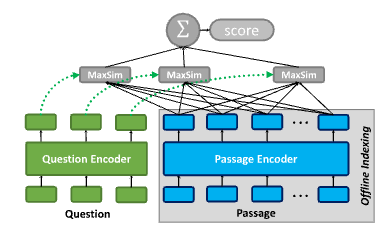 Σ
score
MaxSim
MaxSim
MaxSim
Question Encoder
Passage Encoder
Offline Indexing
Question
Passage